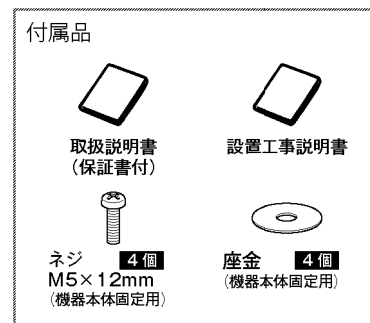 付属品
取扱説明書
（保証書付）
設置工事説明書
ネジ 4個
M5×12mm
（機器本体固定用）
座金 4個
（機器本体固定用）